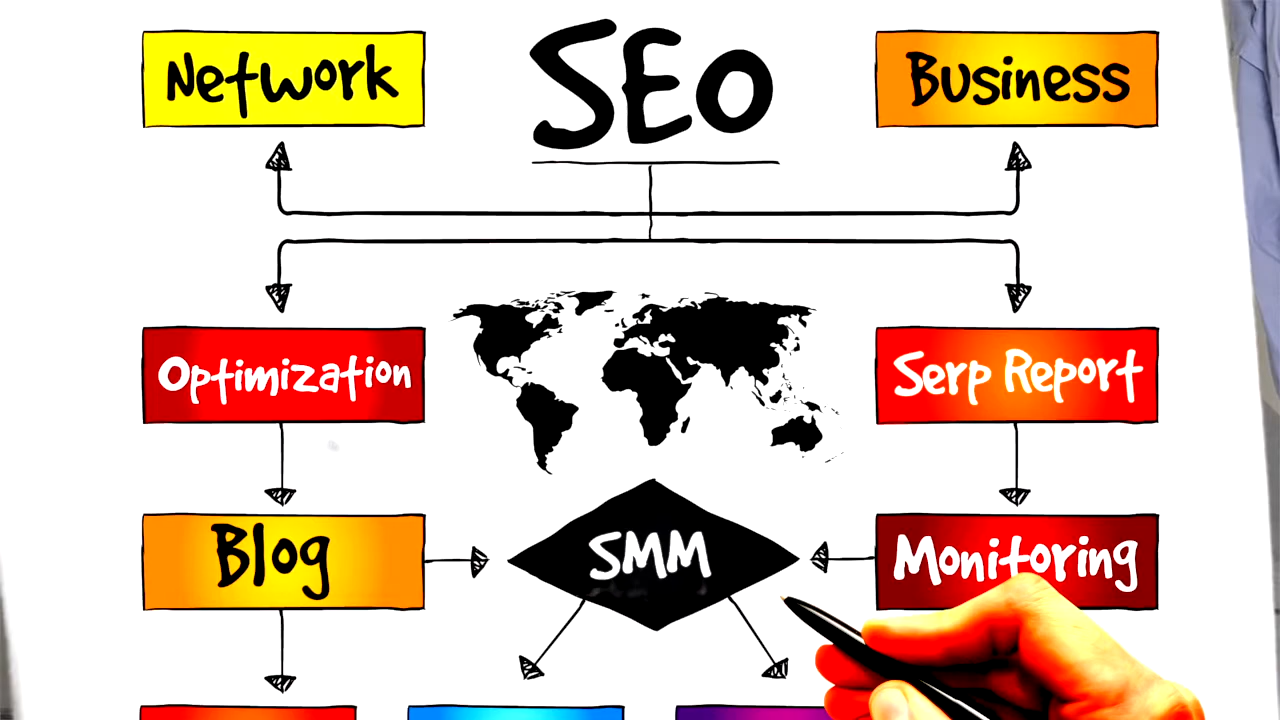 SEO
Network
Business
Optimization
Serp Report
Blog
SMM
Monitoring